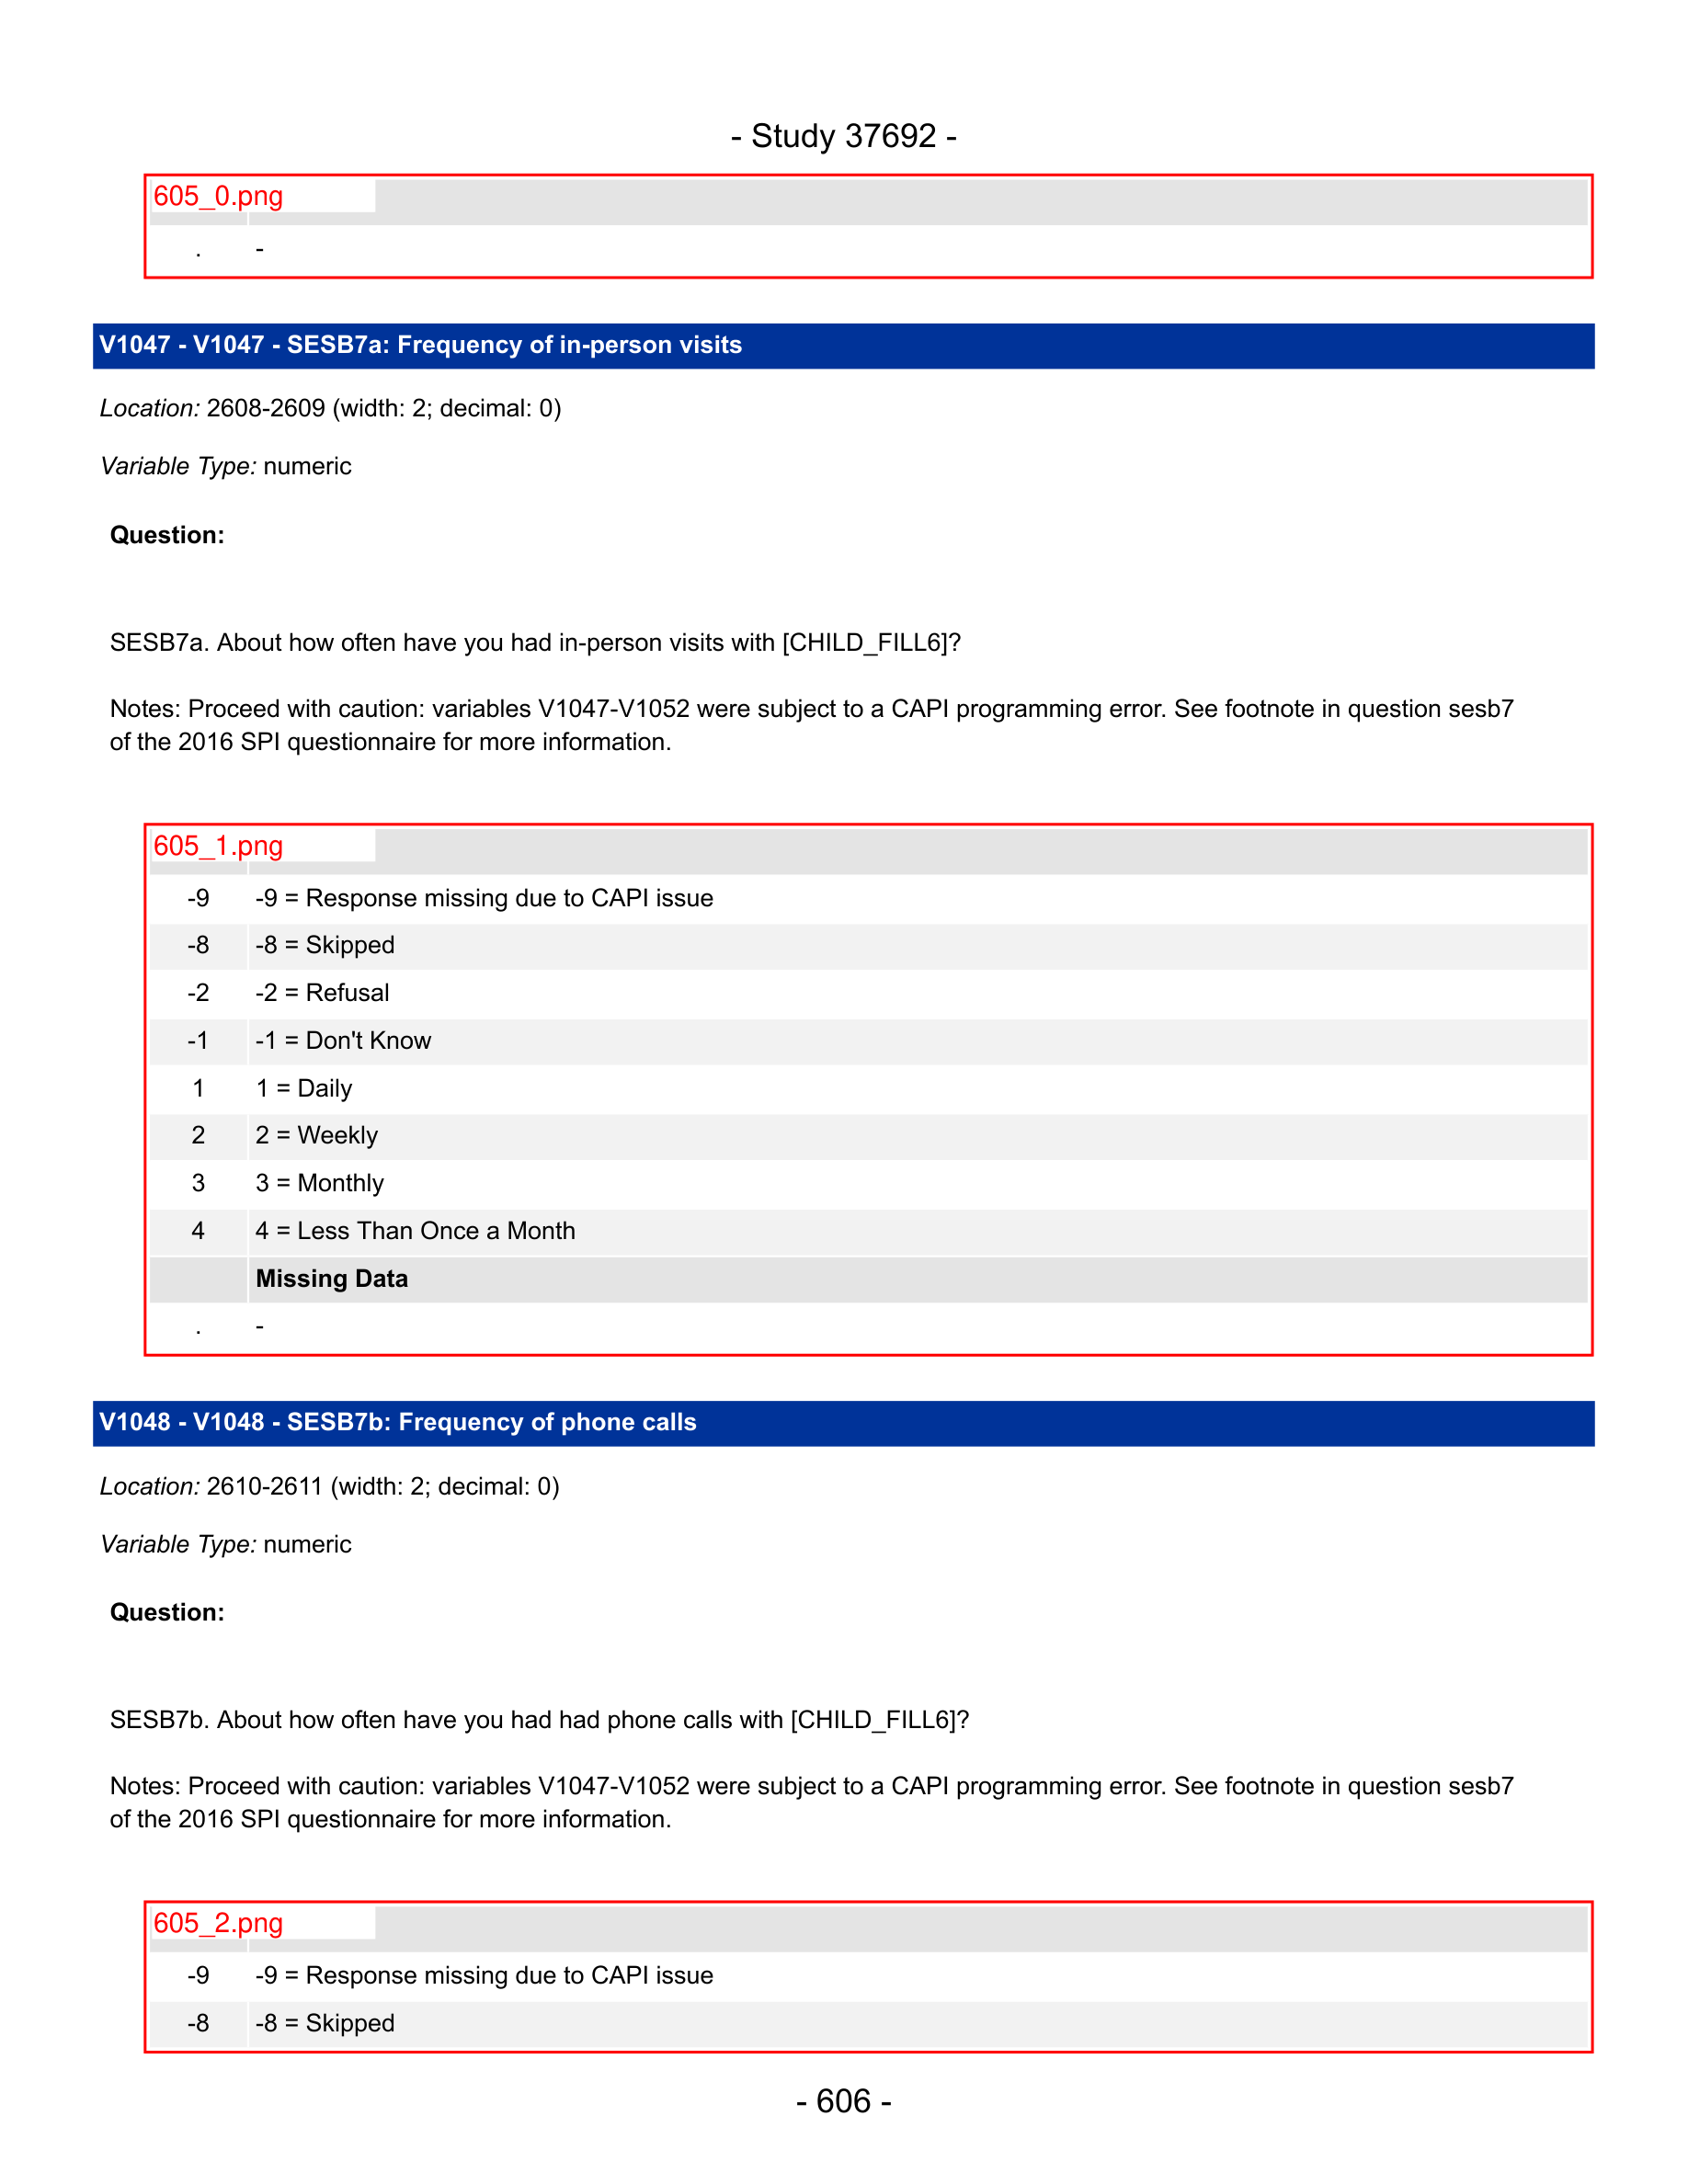 - Study 37692 -
605_0.png
. -
V1047 - V1047 - SESB7a: Frequency of in-person visits
Location: 2608-2609 (width: 2; decimal: 0)
Variable Type: numeric
Question:
SESB7a. About how often have you had in-person visits with [CHILD_FILL6]?
Notes: Proceed with caution: variables V1047-V1052 were subject to a CAPI programming error. See footnote in question sesb7
of the 2016 SPI questionnaire for more information.
605_1.png
-9 -9 = Response missing due to CAPI issue
-8 -8 = Skipped
-2 -2 = Refusal
-1 -1 = Don't Know
1 1 = Daily
2 2 = Weekly
3 3 = Monthly
4 4 = Less Than Once a Month
Missing Data
. -
V1048 - V1048 - SESB7b: Frequency of phone calls
Location: 2610-2611 (width: 2; decimal: 0)
Variable Type: numeric
Question:
SESB7b. About how often have you had had phone calls with [CHILD_FILL6]?
Notes: Proceed with caution: variables V1047-V1052 were subject to a CAPI programming error. See footnote in question sesb7
of the 2016 SPI questionnaire for more information.
605_2.png
-9 -9 = Response missing due to CAPI issue
-8 -8 = Skipped
- 606 -